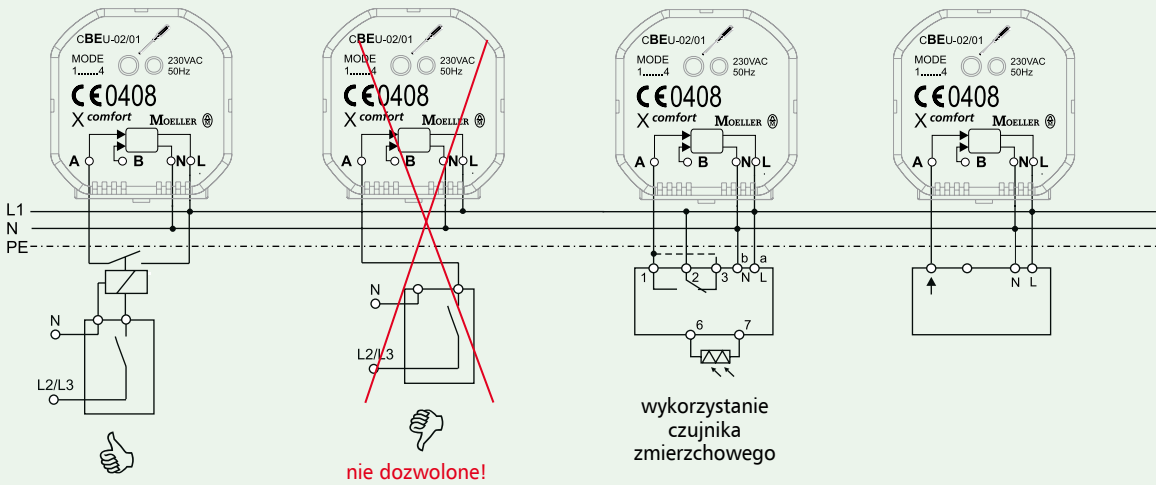 CBEU-02/01
MODE
1......4
230VAC
50Hz
CE0408
X comfort MOELLER
A B N L
CBEU-02/01
MODE
1......4
230VAC
50Hz
CE0408
X comfort MOELLER
A B N L
CBEU-02/01
MODE
1......4
230VAC
50Hz
CE0408
X comfort MOELLER
A B N L
CBEU-02/01
MODE
1......4
230VAC
50Hz
CE0408
X comfort MOELLER
A B N L
L1
N
PE
N
L2/L3
N
L2/L3
nie dozwolone!
b a
1 2 3 N L
6 7
wykorzystanie
czujnika
zmierzchowego
N L